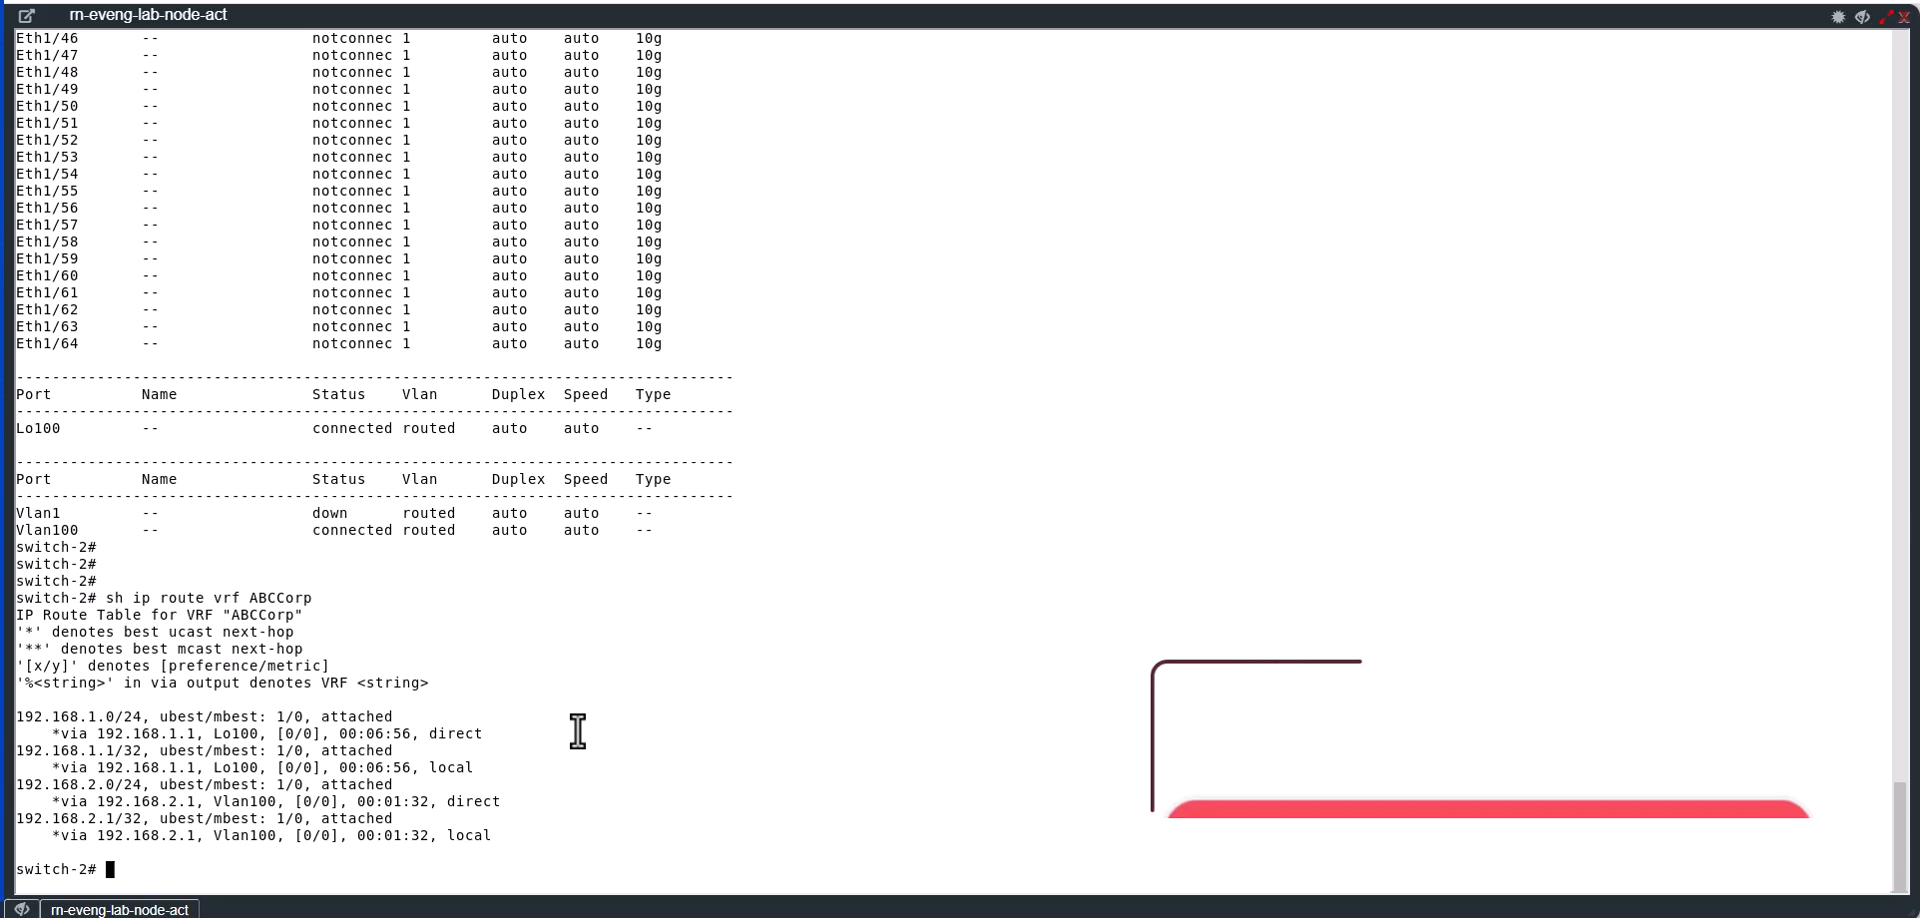 rn-eveng-lab-node-act
Eth1/46 -- notconnec 1 auto auto 10g
Eth1/47 -- notconnec 1 auto auto 10g
Eth1/48 -- notconnec 1 auto auto 10g
Eth1/49 -- notconnec 1 auto auto 10g
Eth1/50 -- notconnec 1 auto auto 10g
Eth1/51 -- notconnec 1 auto auto 10g
Eth1/52 -- notconnec 1 auto auto 10g
Eth1/53 -- notconnec 1 auto auto 10g
Eth1/54 -- notconnec 1 auto auto 10g
Eth1/55 -- notconnec 1 auto auto 10g
Eth1/56 -- notconnec 1 auto auto 10g
Eth1/57 -- notconnec 1 auto auto 10g
Eth1/58 -- notconnec 1 auto auto 10g
Eth1/59 -- notconnec 1 auto auto 10g
Eth1/60 -- notconnec 1 auto auto 10g
Eth1/61 -- notconnec 1 auto auto 10g
Eth1/62 -- notconnec 1 auto auto 10g
Eth1/63 -- notconnec 1 auto auto 10g
Eth1/64 -- notconnec 1 auto auto 10g
--------------------------------------------------------------------------------
Port Name Status Vlan Duplex Speed Type
--------------------------------------------------------------------------------
Lo100 -- connected routed auto auto --
--------------------------------------------------------------------------------
Port Name Status Vlan Duplex Speed Type
--------------------------------------------------------------------------------
Vlan1 -- down routed auto auto --
Vlan100 -- connected routed auto auto --
switch-2#
switch-2#
switch-2#
switch-2# sh ip route vrf ABCCorp
IP Route Table for VRF "ABCCorp"
'*' denotes best ucast next-hop
'**' denotes best mcast next-hop
'[x/y]' denotes [preference/metric]
'%<string>' in via output denotes VRF <string>
192.168.1.0/24, ubest/mbest: 1/0, attached
*via 192.168.1.1, Lo100, [0/0], 00:06:56, direct
192.168.1.1/32, ubest/mbest: 1/0, attached
*via 192.168.1.1, Lo100, [0/0], 00:06:56, local
192.168.2.0/24, ubest/mbest: 1/0, attached
*via 192.168.2.1, Vlan100, [0/0], 00:01:32, direct
192.168.2.1/32, ubest/mbest: 1/0, attached
*via 192.168.2.1, Vlan100, [0/0], 00:01:32, local
switch-2#
rn-eveng-lab-node-act